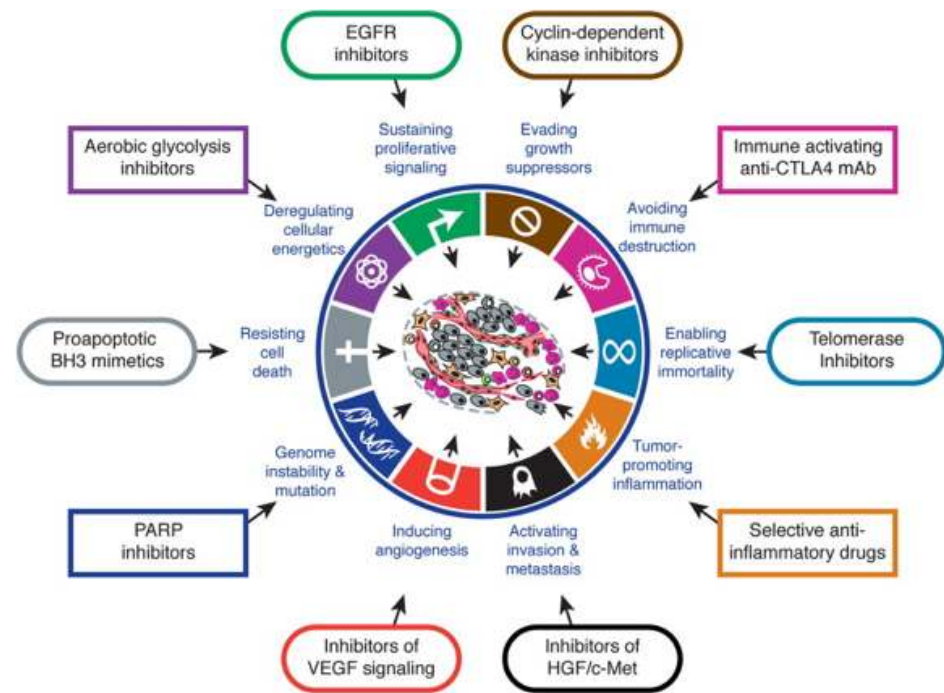 EGFR
inhibitors
Cyclin-dependent
kinase inhibitors
Sustaining
proliferative
signaling
Evading
growth
suppressors
Aerobic glycolysis
inhibitors
Immune activating
anti-CTLA4 mAb
Deregulating
cellular
energetics
Avoiding
immune
destruction
Proapoptotic
BH3 mimetics
Resisting
cell
death
Enabling
replicative
immortality
Telomerase
Inhibitors
Genome
instability &
mutation
Tumor-
promoting
inflammation
PARP
inhibitors
Inducing
angiogenesis
Activating
invasion &
metastasis
Selective anti-
inflammatory drugs
Inhibitors of
VEGF signaling
Inhibitors of
HGF/c-Met